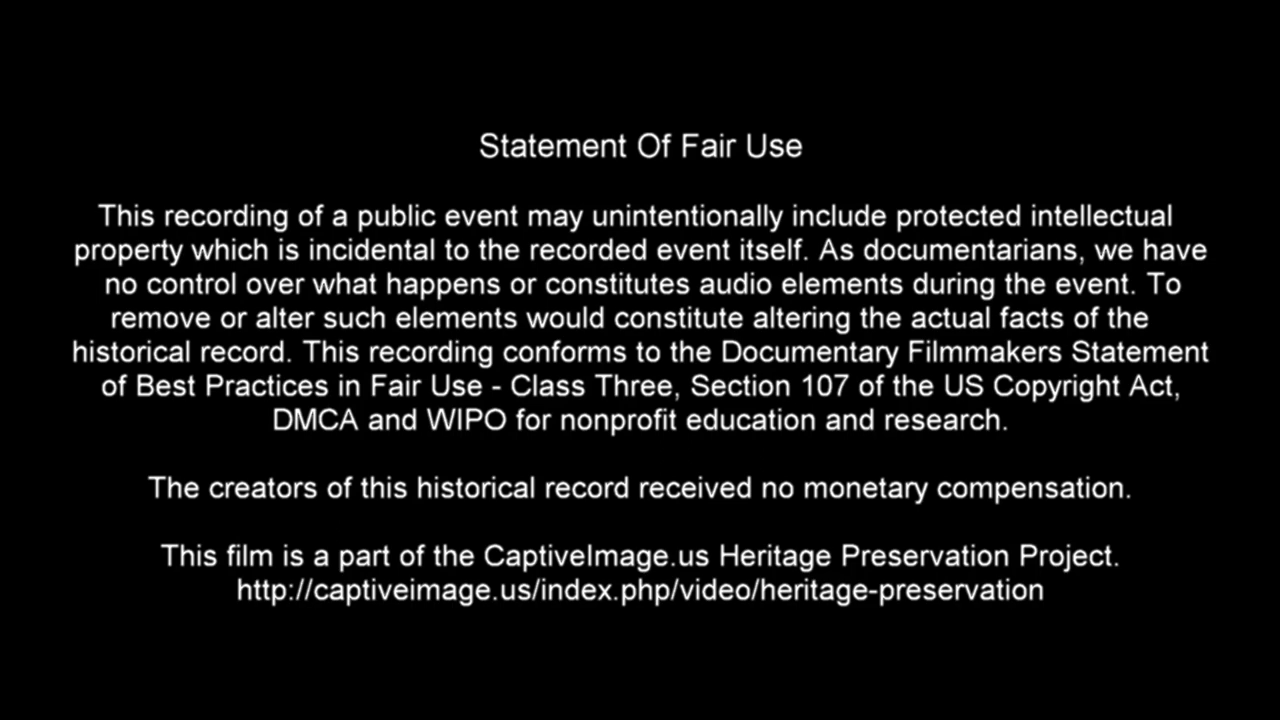 Statement Of Fair Use
This recording of a public event may unintentionally include protected intellectual
property which is incidental to the recorded event itself. As documentarians, we have
no control over what happens or constitutes audio elements during the event. To
remove or alter such elements would constitute altering the actual facts of the
historical record. This recording conforms to the Documentary Filmmakers Statement
of Best Practices in Fair Use - Class Three, Section 107 of the US Copyright Act,
DMCA and WIPO for nonprofit education and research.
The creators of this historical record received no monetary compensation.
This film is a part of the CaptiveImage.us Heritage Preservation Project.
http://captiveimage.us/index.php/video/heritage-preservation